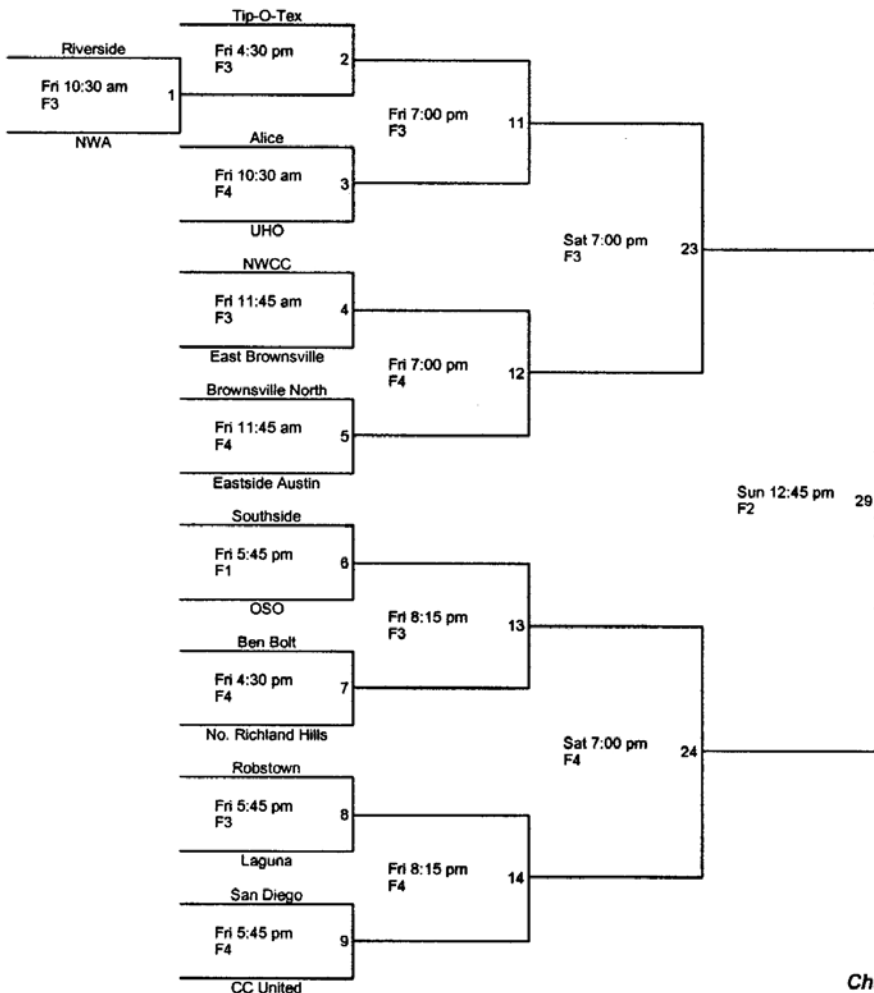 Tip-O-Tex
Riverside
Fri 4:30 pm
F3
2
Fri 10:30 am
F3
1
NWA
Fri 7:00 pm
F3
11
Alice
Fri 10:30 am
F4
3
UHO
Sat 7:00 pm
F3
23
NWCC
Fri 11:45 am
F3
4
East Brownsville
Fri 7:00 pm
F4
12
Brownsville North
Fri 11:45 am
F4
5
Eastside Austin
Sun 12:45 pm
F2
29
Southside
Fri 5:45 pm
F1
6
OSO
Fri 8:15 pm
F3
13
Ben Bolt
Fri 4:30 pm
F4
7
No. Richland Hills
Sat 7:00 pm
F4
24
Robstown
Fri 5:45 pm
F3
8
Laguna
Fri 8:15 pm
F4
14
San Diego
Fri 5:45 pm
F4
9
CC United
Ch